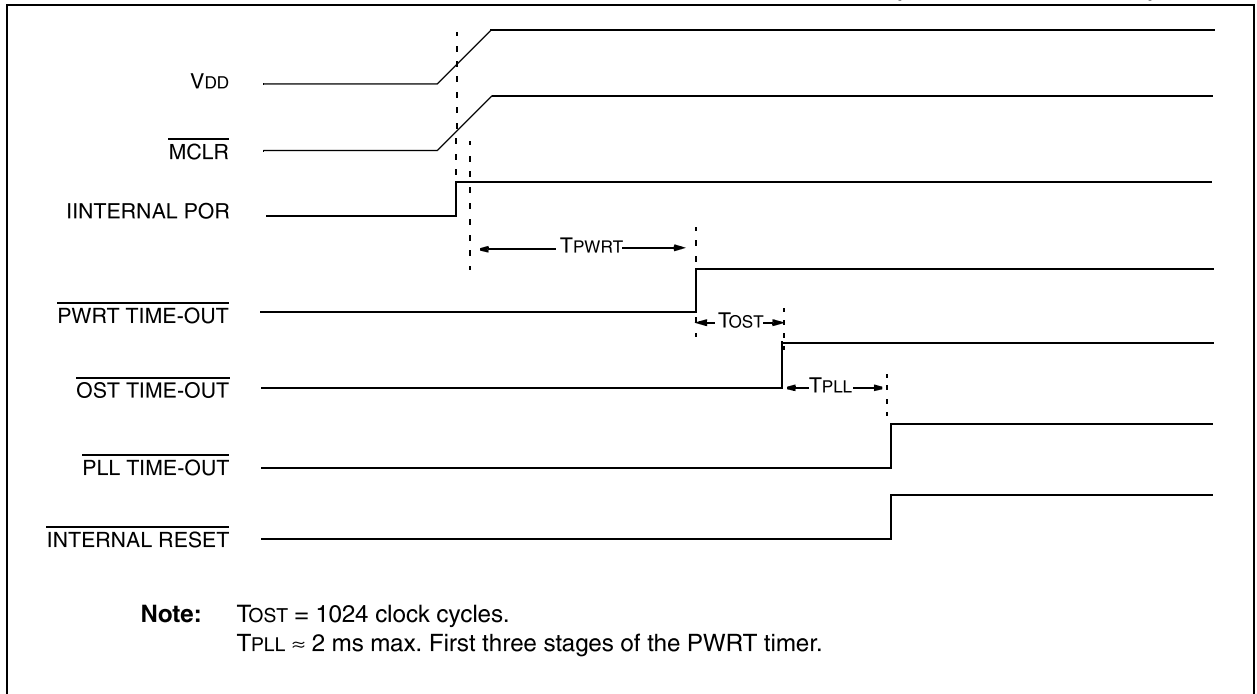 VDD
MCLR
IINTERNAL POR
TPWRT
PWRT TIME-OUT
TOST
OST TIME-OUT
TPLL
PLL TIME-OUT
INTERNAL RESET
Note: TOST = 1024 clock cycles.
TPLL ≈ 2 ms max. First three stages of the PWRT timer.